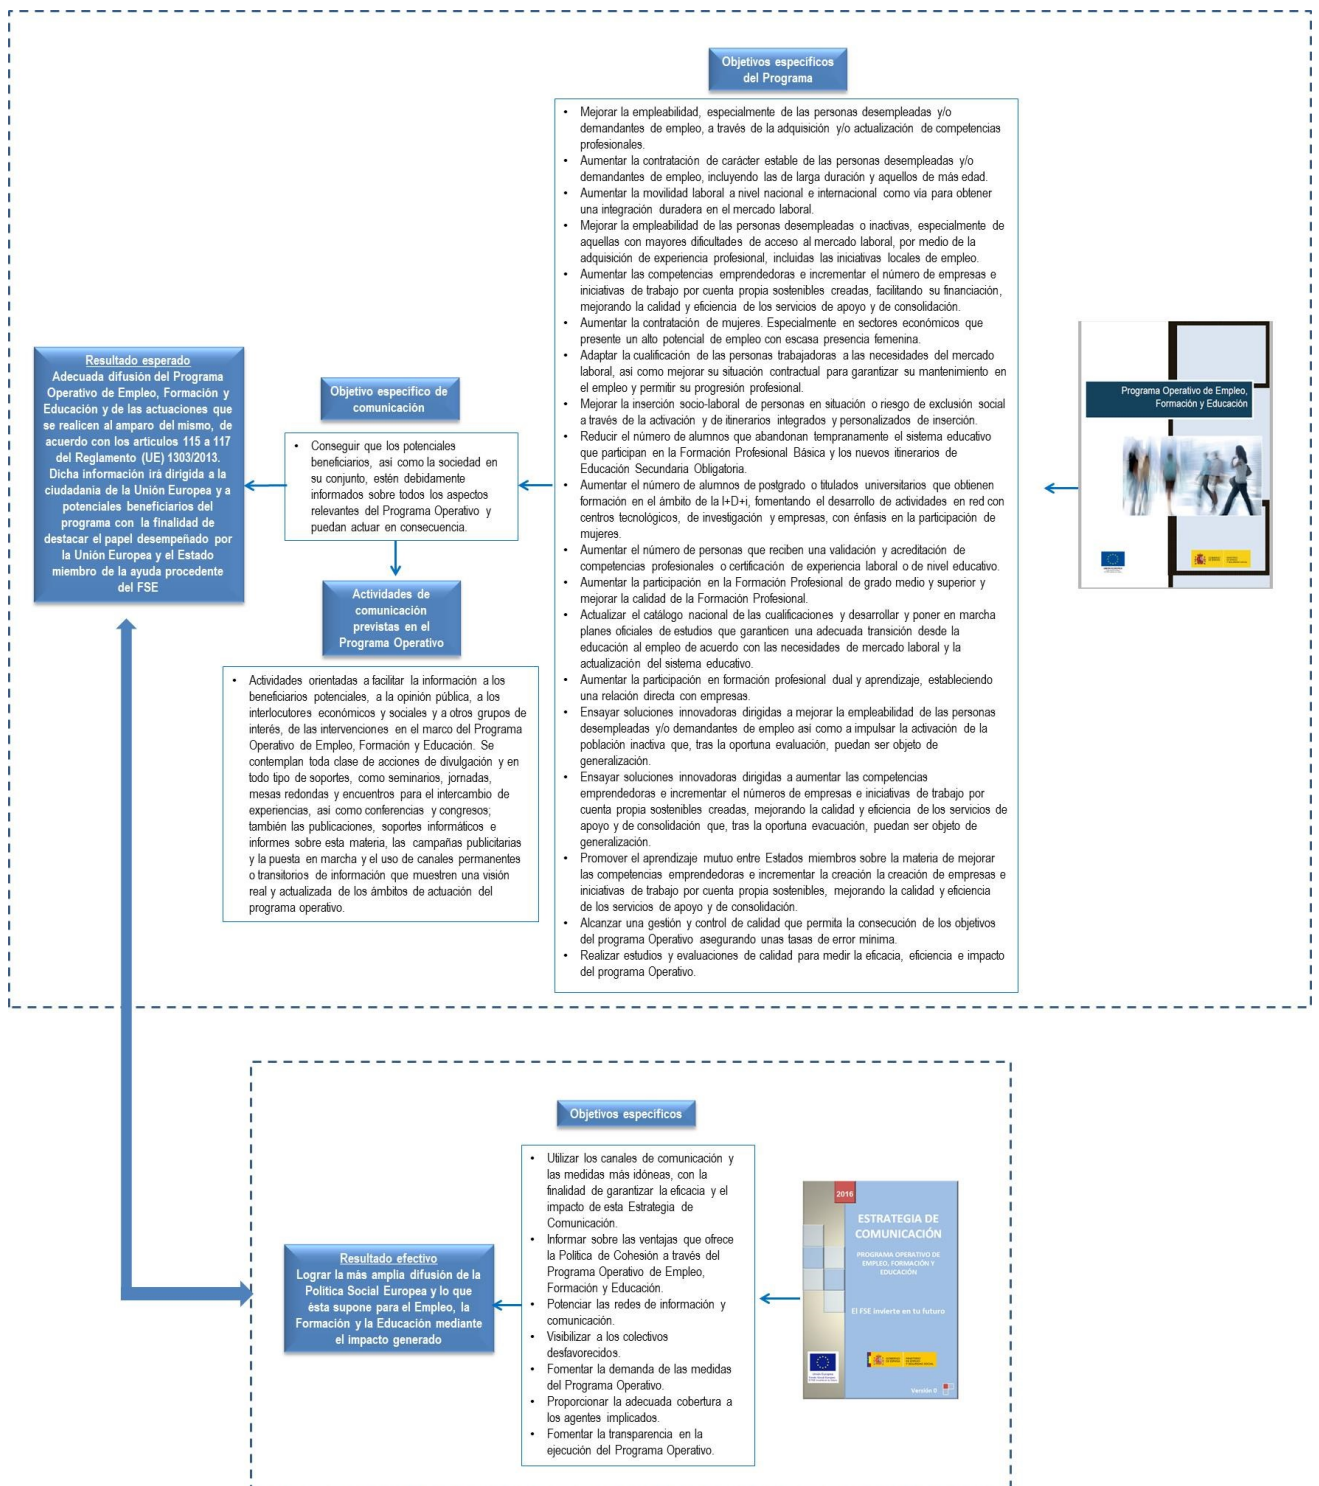 Objetivos específicos
del Programa
• Mejorar la empleabilidad, especialmente de las personas desempleadas y/o
demandantes de empleo, a través de la adquisición y/o actualización de competencias
profesionales.
• Aumentar la contratación de carácter estable de las personas desempleadas y/o
demandantes de empleo, incluyendo las de larga duración y aquellos de más edad.
• Aumentar la movilidad laboral a nivel nacional e internacional como vía para obtener
una integración duradera en el mercado laboral.
• Mejorar la empleabilidad de las personas desempleadas o inactivas, especialmente de
aquellas con mayores dificultades de acceso al mercado laboral, por medio de la
adquisición de experiencia profesional, incluidas las iniciativas locales de empleo.
• Aumentar las competencias emprendedoras e incrementar el número de empresas e
iniciativas de trabajo por cuenta propia sostenibles creadas, facilitando su financiación,
mejorando la calidad y eficiencia de los servicios de apoyo y de consolidación.
• Aumentar la contratación de mujeres. Especialmente en sectores económicos que
presente un alto potencial de empleo con escasa presencia femenina.
• Adaptar la cualificación de las personas trabajadoras a las necesidades del mercado
laboral, así como mejorar su situación contractual para garantizar su mantenimiento en
el empleo y permitir su progresión profesional.
• Mejorar la inserción socio-laboral de personas en situación o riesgo de exclusión social
a través de la activación y de itinerarios integrados y personalizados de inserción.
• Reducir el número de alumnos que abandonan tempranamente el sistema educativo
que participan en la Formación Profesional Básica y los nuevos itinerarios de
Educación Secundaria Obligatoria.
• Aumentar el número de alumnos de postgrado o titulados universitarios que obtienen
formación en el ámbito de la I+D+i, fomentando el desarrollo de actividades en red con
centros tecnológicos, de investigación y empresas, con énfasis en la participación de
mujeres.
• Aumentar el número de personas que reciben una validación y acreditación de
competencias profesionales o certificación de experiencia laboral o de nivel educativo.
• Aumentar la participación en la Formación Profesional de grado medio y superior y
mejorar la calidad de la Formación Profesional.
• Actualizar el catálogo nacional de las cualificaciones y desarrollar y poner en marcha
planes oficiales de estudios que garanticen una adecuada transición desde la
educación al empleo de acuerdo con las necesidades de mercado laboral y la
actualización del sistema educativo.
• Aumentar la participación en formación profesional dual y aprendizaje, estableciendo
una relación directa con empresas.
• Ensayar soluciones innovadoras dirigidas a mejorar la empleabilidad de las personas
desempleadas y/o demandantes de empleo así como a impulsar la activación de la
población inactiva que, tras la oportuna evaluación, puedan ser objeto de
generalización.
• Ensayar soluciones innovadoras dirigidas a aumentar las competencias
emprendedoras e incrementar el números de empresas e iniciativas de trabajo por
cuenta propia sostenibles creadas, mejorando la calidad y eficiencia de los servicios de
apoyo y de consolidación que, tras la oportuna evacuación, puedan ser objeto de
generalización.
• Promover el aprendizaje mutuo entre Estados miembros sobre la materia de mejorar
las competencias emprendedoras e incrementar la creación la creación de empresas e
iniciativas de trabajo por cuenta propia sostenibles, mejorando la calidad y eficiencia
de los servicios de apoyo y de consolidación.
• Alcanzar una gestión y control de calidad que permita la consecución de los objetivos
del programa Operativo asegurando unas tasas de error mínima.
• Realizar estudios y evaluaciones de calidad para medir la eficacia, eficiencia e impacto
del programa Operativo.
Programa Operativo de Empleo,
Formación y Educación
Objetivo específico de
comunicación
• Conseguir que los potenciales
beneficiarios, así como la sociedad en
su conjunto, estén debidamente
informados sobre todos los aspectos
relevantes del Programa Operativo y
puedan actuar en consecuencia.
Resultado esperado
Adecuada difusión del Programa
Operativo de Empleo, Formación y
Educación y de las actuaciones que
se realicen al amparo del mismo, de
acuerdo con los artículos 115 a 117
del Reglamento (UE) 1303/2013.
Dicha información irá dirigida a la
ciudadanía de la Unión Europea y a
potenciales beneficiarios del
programa con la finalidad de
destacar el papel desempeñado por
la Unión Europea y el Estado
miembro de la ayuda procedente
del FSE
Actividades de
comunicación
previstas en el
Programa Operativo
• Actividades orientadas a facilitar la información a los
beneficiarios potenciales, a la opinión pública, a los
interlocutores económicos y sociales y a otros grupos de
interés, de las intervenciones en el marco del Programa
Operativo de Empleo, Formación y Educación. Se
contemplan toda clase de acciones de divulgación y en
todo tipo de soportes, como seminarios, jornadas,
mesas redondas y encuentros para el intercambio de
experiencias, así como conferencias y congresos;
también las publicaciones, soportes informáticos e
informes sobre esta materia, las campañas publicitarias
y la puesta en marcha y el uso de canales permanentes
o transitorios de información que muestren una visión
real y actualizada de los ámbitos de actuación del
programa operativo.
Objetivos específicos
• Utilizar los canales de comunicación y
las medidas más idóneas, con la
finalidad de garantizar la eficacia y el
impacto de esta Estrategia de
Comunicación.
• Informar sobre las ventajas que ofrece
la Política de Cohesión a través del
Programa Operativo de Empleo,
Formación y Educación.
• Potenciar las redes de información y
comunicación.
• Visibilizar a los colectivos
desfavorecidos.
• Fomentar la demanda de las medidas
del Programa Operativo.
• Proporcionar la adecuada cobertura a
los agentes implicados.
• Fomentar la transparencia en la
ejecución del Programa Operativo.
Resultado efectivo
Lograr la más amplia difusión de la
Política Social Europea y lo que
ésta supone para el Empleo, la
Formación y la Educación mediante
el impacto generado
2016
ESTRATEGIA DE
COMUNICACIÓN
PROGRAMA OPERATIVO DE
EMPLEO, FORMACIÓN Y
EDUCACIÓN
El FSE invierte en tu futuro
Versión 0